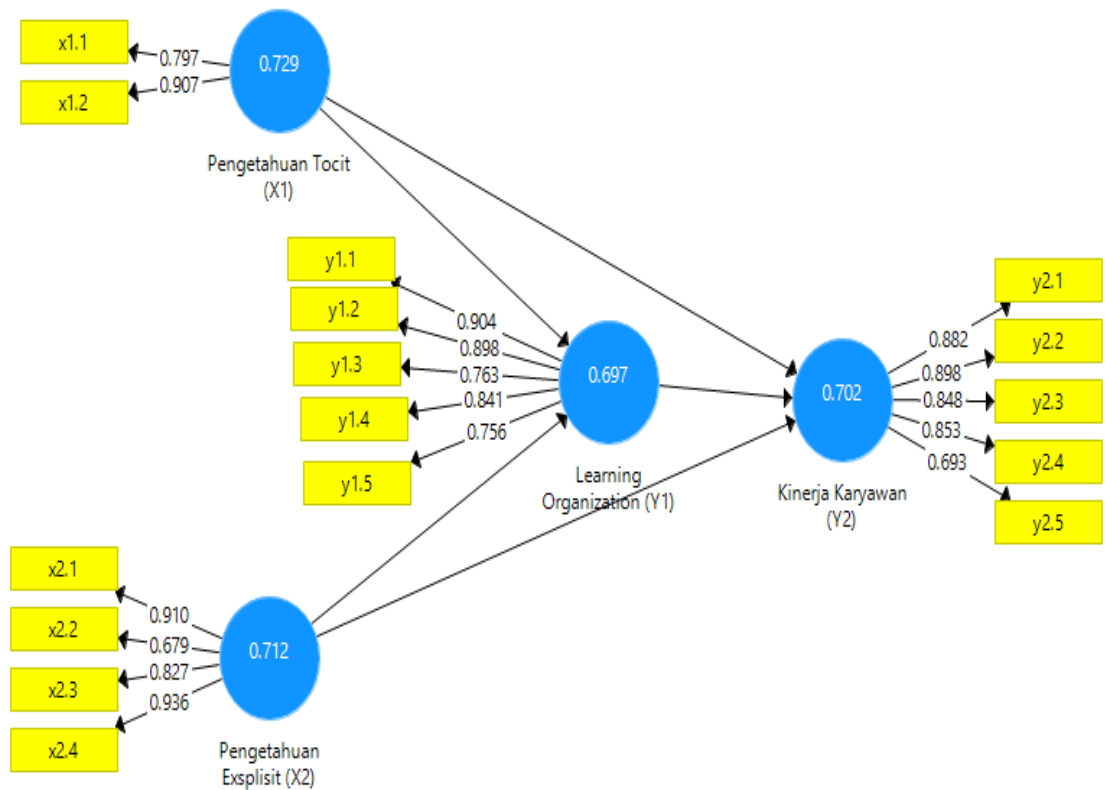 x1.1
0.797
0.907
x1.2
0.729
Pengetahuan Tocit
(X1)
y1.1
y1.2
y1.3
y1.4
y1.5
0.904
0.898
0.763
0.841
0.756
0.697
Learning
Organization (Y1)
0.702
Kinerja Karyawan
(Y2)
0.882
0.898
0.848
0.853
0.693
y2.1
y2.2
y2.3
y2.4
y2.5
x2.1
x2.2
x2.3
x2.4
0.910
0.679
0.827
0.936
0.712
Pengetahuan
Exsplisit (X2)